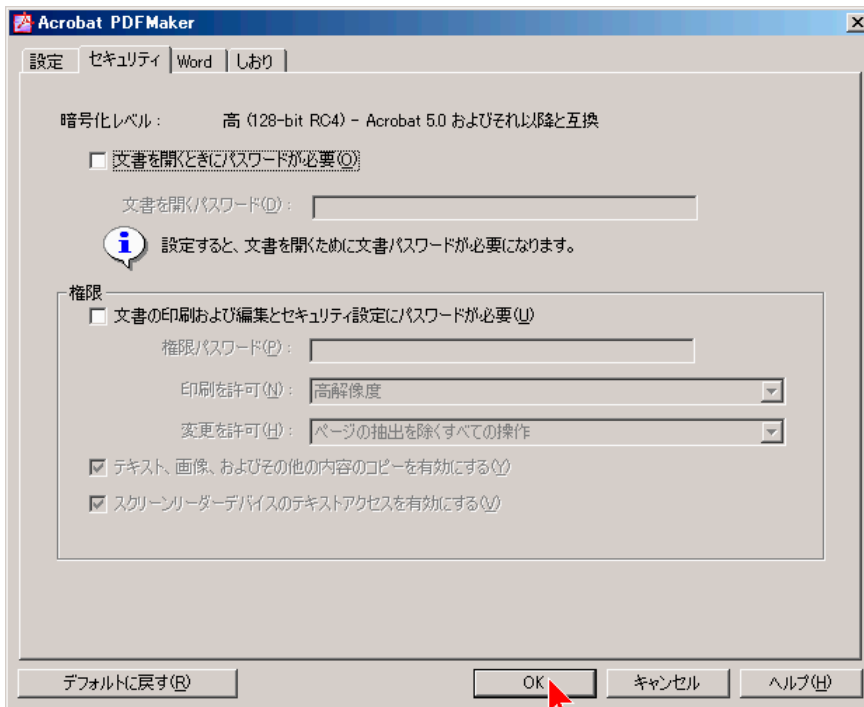 Acrobat PDFMaker
設定 セキュリティ Word しおり
暗号化レベル： 高 (128-bit RC4) - Acrobat 5.0 およびそれ以降と互換
文書を開くときにパスワードが必要(O)
文書を開くパスワード(D)：
設定すると、文書を開くために文書パスワードが必要になります。
権限
文書の印刷および編集とセキュリティ設定にパスワードが必要(U)
権限パスワード(P)：
印刷を許可(N)： 高解像度
変更を許可(H)： ページの抽出を除くすべての操作
テキスト、画像、およびその他の内容のコピーを有効にする(Y)
スクリーンリーダーデバイスのテキストアクセスを有効にする(V)
デフォルトに戻す(R) OK キャンセル ヘルプ(H)